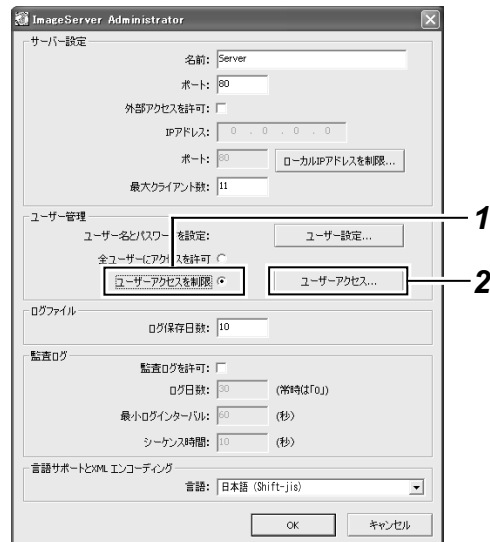 ImageServer Administrator
サーバー設定
名前: Server
ポート: 80
外部アクセスを許可:
IPアドレス: 0 . 0 . 0 . 0
ポート: 80 ローカルIPアドレスを制限...
最大クライアント数: 11
ユーザー管理
1
ユーザー名とパスワードを設定: ユーザー設定...
全ユーザーにアクセスを許可
ユーザーアクセスを制限 ユーザーアクセス...
2
ログファイル
ログ保存日数: 10
監査ログ
監査ログを許可:
ログ日数: 30 (常時は「0」)
最小ログインターバル: 60 (秒)
シーケンス時間: 10 (秒)
言語サポートとXML エンコーディング
言語: 日本語 (Shift-jis)
OK キャンセル